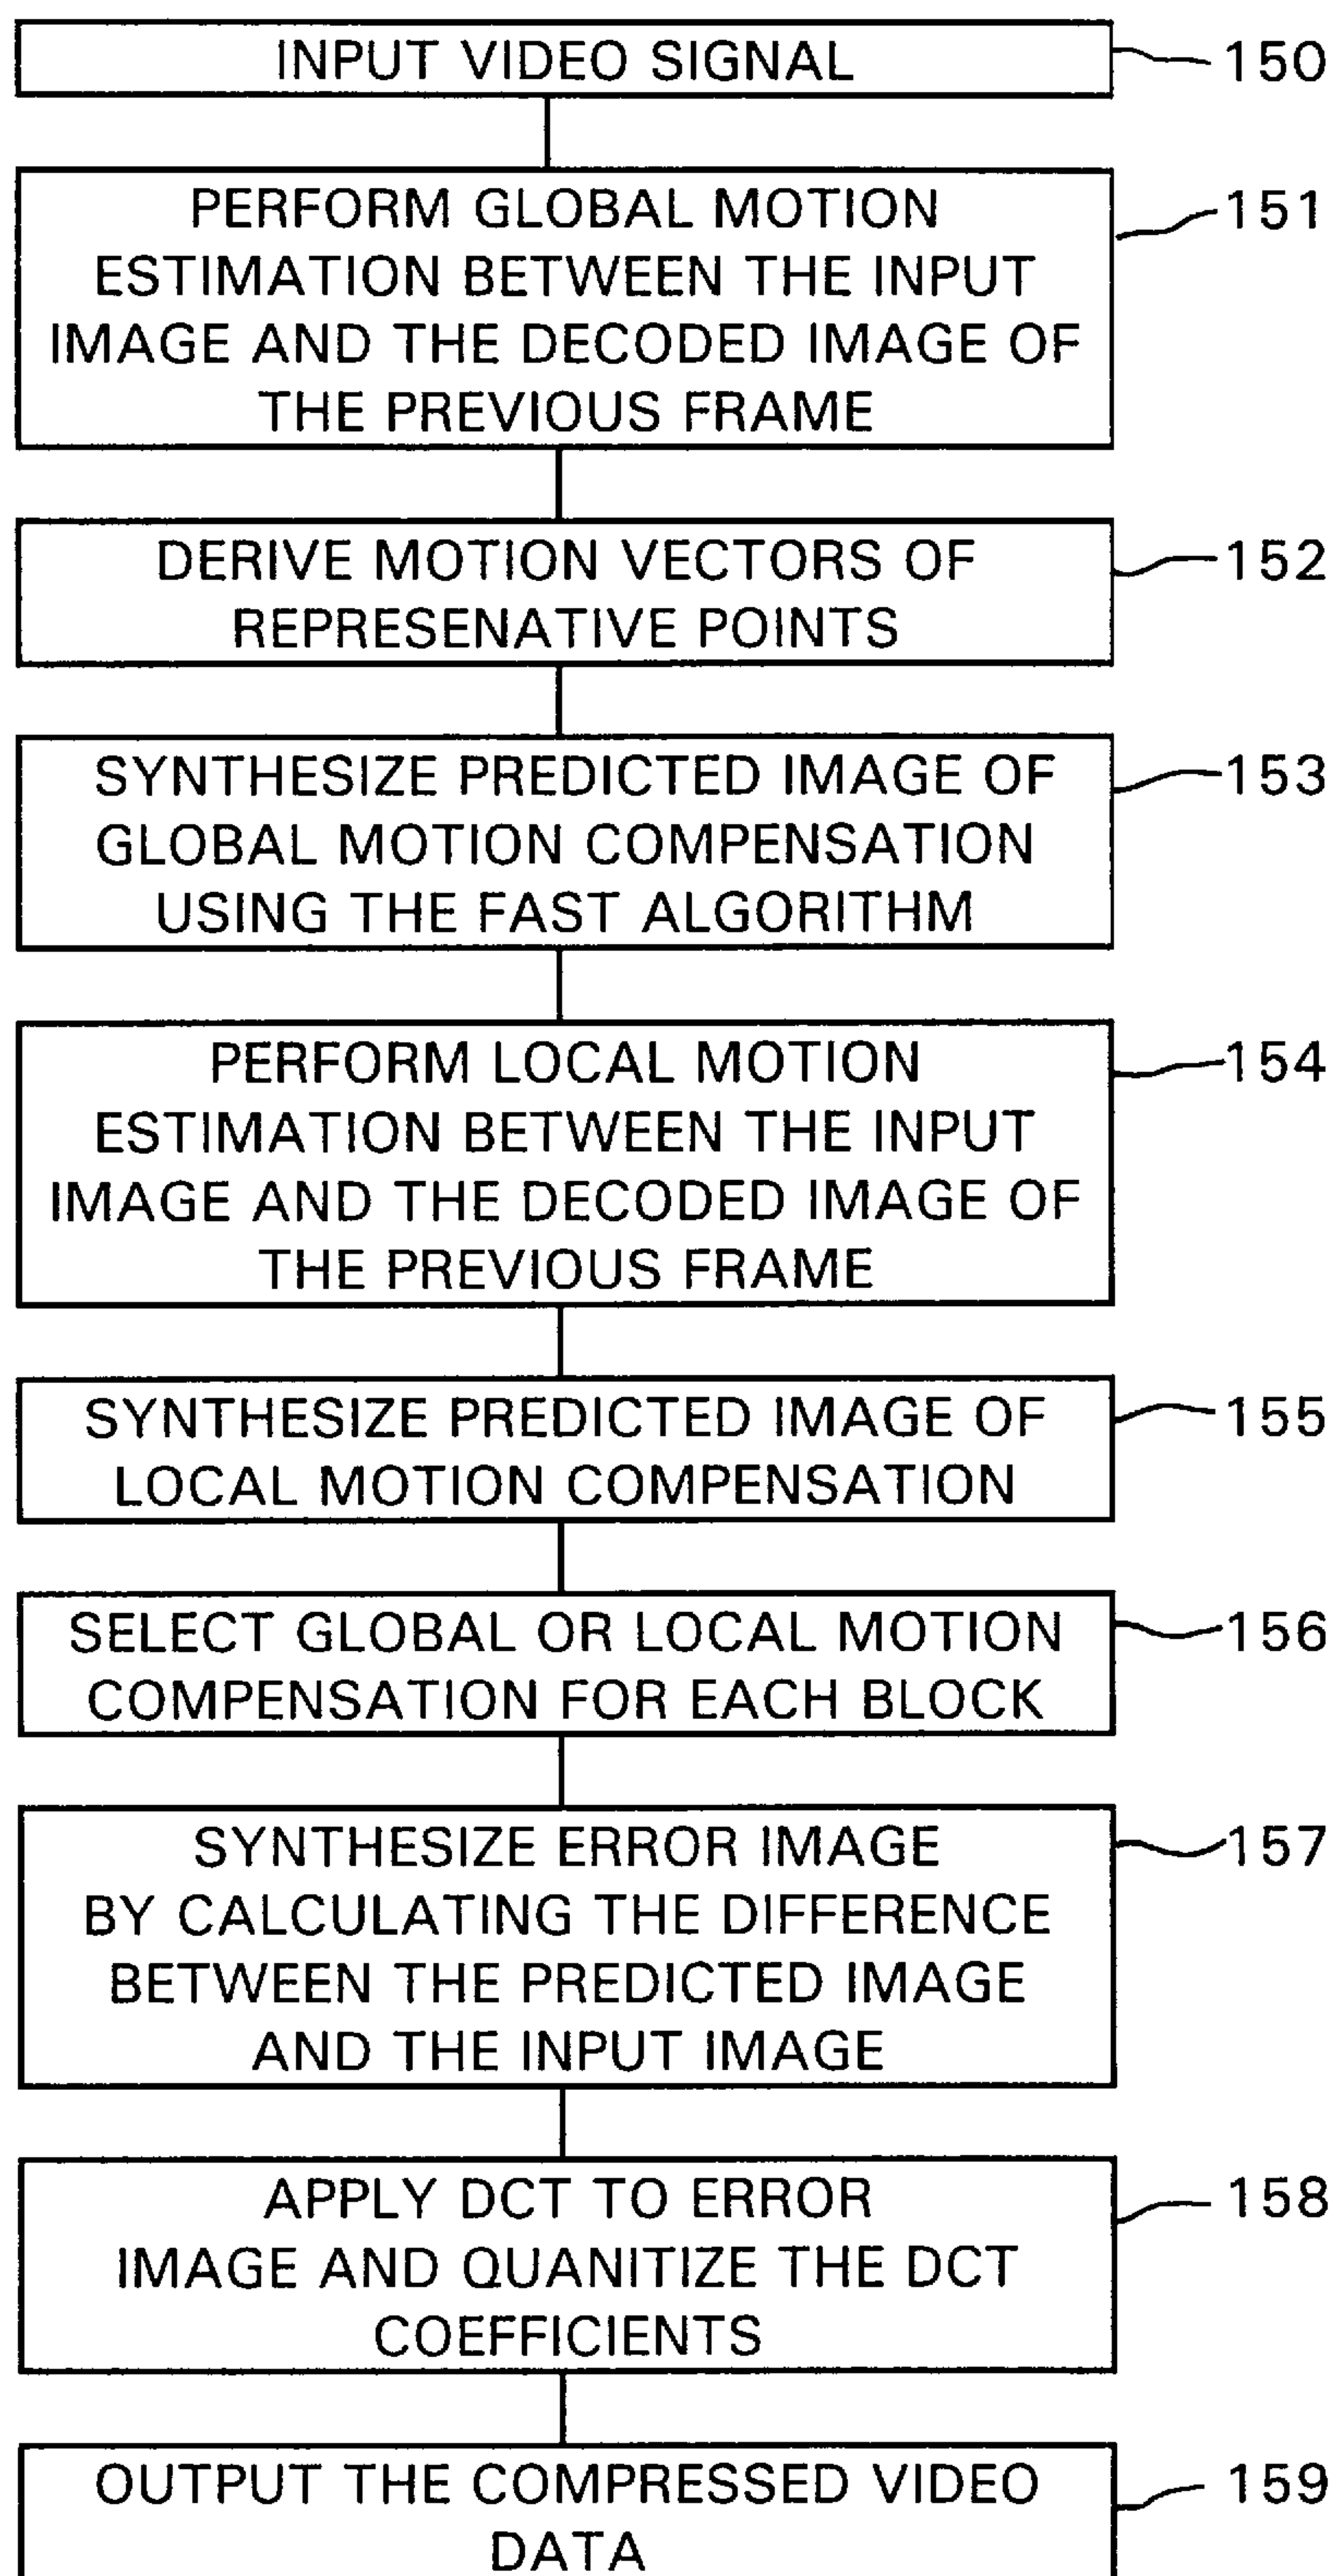 INPUT VIDEO SIGNAL
150
PERFORM GLOBAL MOTION
ESTIMATION BETWEEN THE INPUT
IMAGE AND THE DECODED IMAGE OF
THE PREVIOUS FRAME
151
DERIVE MOTION VECTORS OF
REPRESENATIVE POINTS
152
SYNTHESIZE PREDICTED IMAGE OF
GLOBAL MOTION COMPENSATION
USING THE FAST ALGORITHM
153
PERFORM LOCAL MOTION
ESTIMATION BETWEEN THE INPUT
IMAGE AND THE DECODED IMAGE OF
THE PREVIOUS FRAME
154
SYNTHESIZE PREDICTED IMAGE OF
LOCAL MOTION COMPENSATION
155
SELECT GLOBAL OR LOCAL MOTION
COMPENSATION FOR EACH BLOCK
156
SYNTHESIZE ERROR IMAGE
BY CALCULATING THE DIFFERENCE
BETWEEN THE PREDICTED IMAGE
AND THE INPUT IMAGE
157
APPLY DCT TO ERROR
IMAGE AND QUANITIZE THE DCT
COEFFICIENTS
158
OUTPUT THE COMPRESSED VIDEO
DATA
159